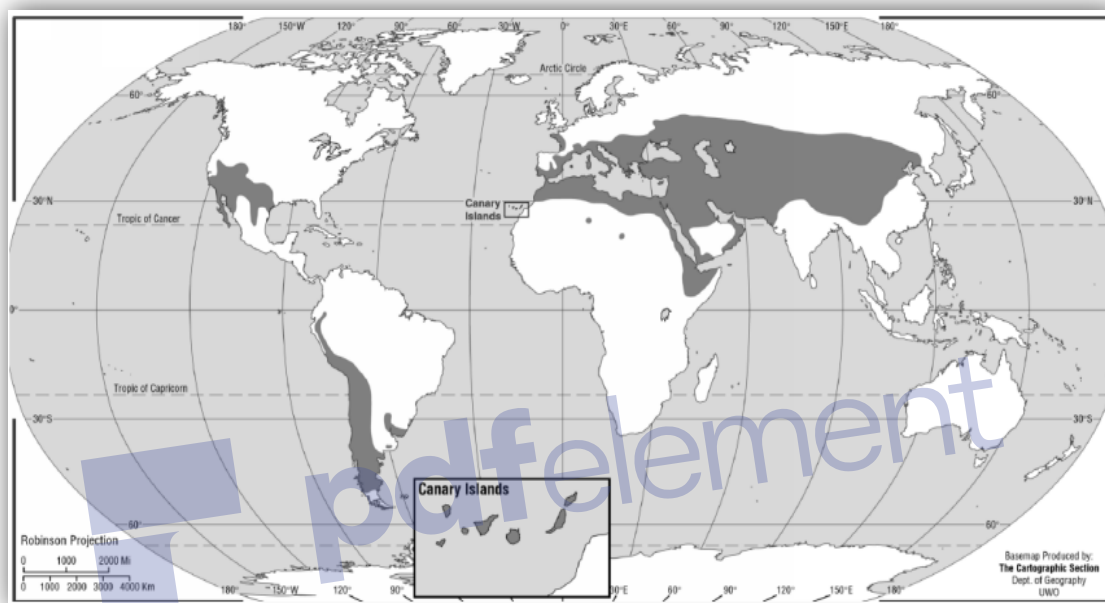 180° 150°W 120° 90° 60° 30°W 0° 30°E 60° 90° 120° 150°E 180°
Arctic Circle
60° 60°
30°N 30°N
Canary
Islands
Tropic of Cancer
0° 0°
Tropic of Capricorn
30°S 30°S
pdfelement
Canary Islands
60° 60°
Robinson Projection
0 1000 2000 Mi
0 1000 2000 3000 4000 Km
Basemap Produced by:
The Cartographic Section
Dept. of Geography
UWO
180° 150°W 120° 90° 0° 30°E 60° 90° 120° 150°E 180°